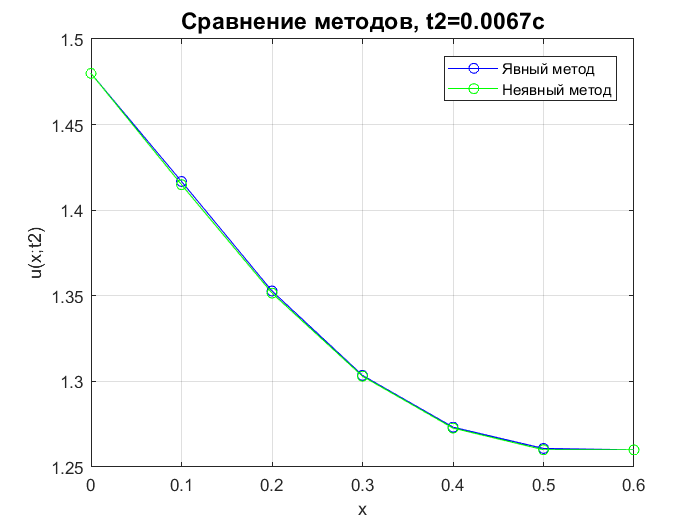 Сравнение методов, t2=0.0067с
1.5
1.45
1.4
1.35
1.3
1.25
u(x;t2)
Явный метод
Неявный метод
0 0.1 0.2 0.3 0.4 0.5 0.6
x